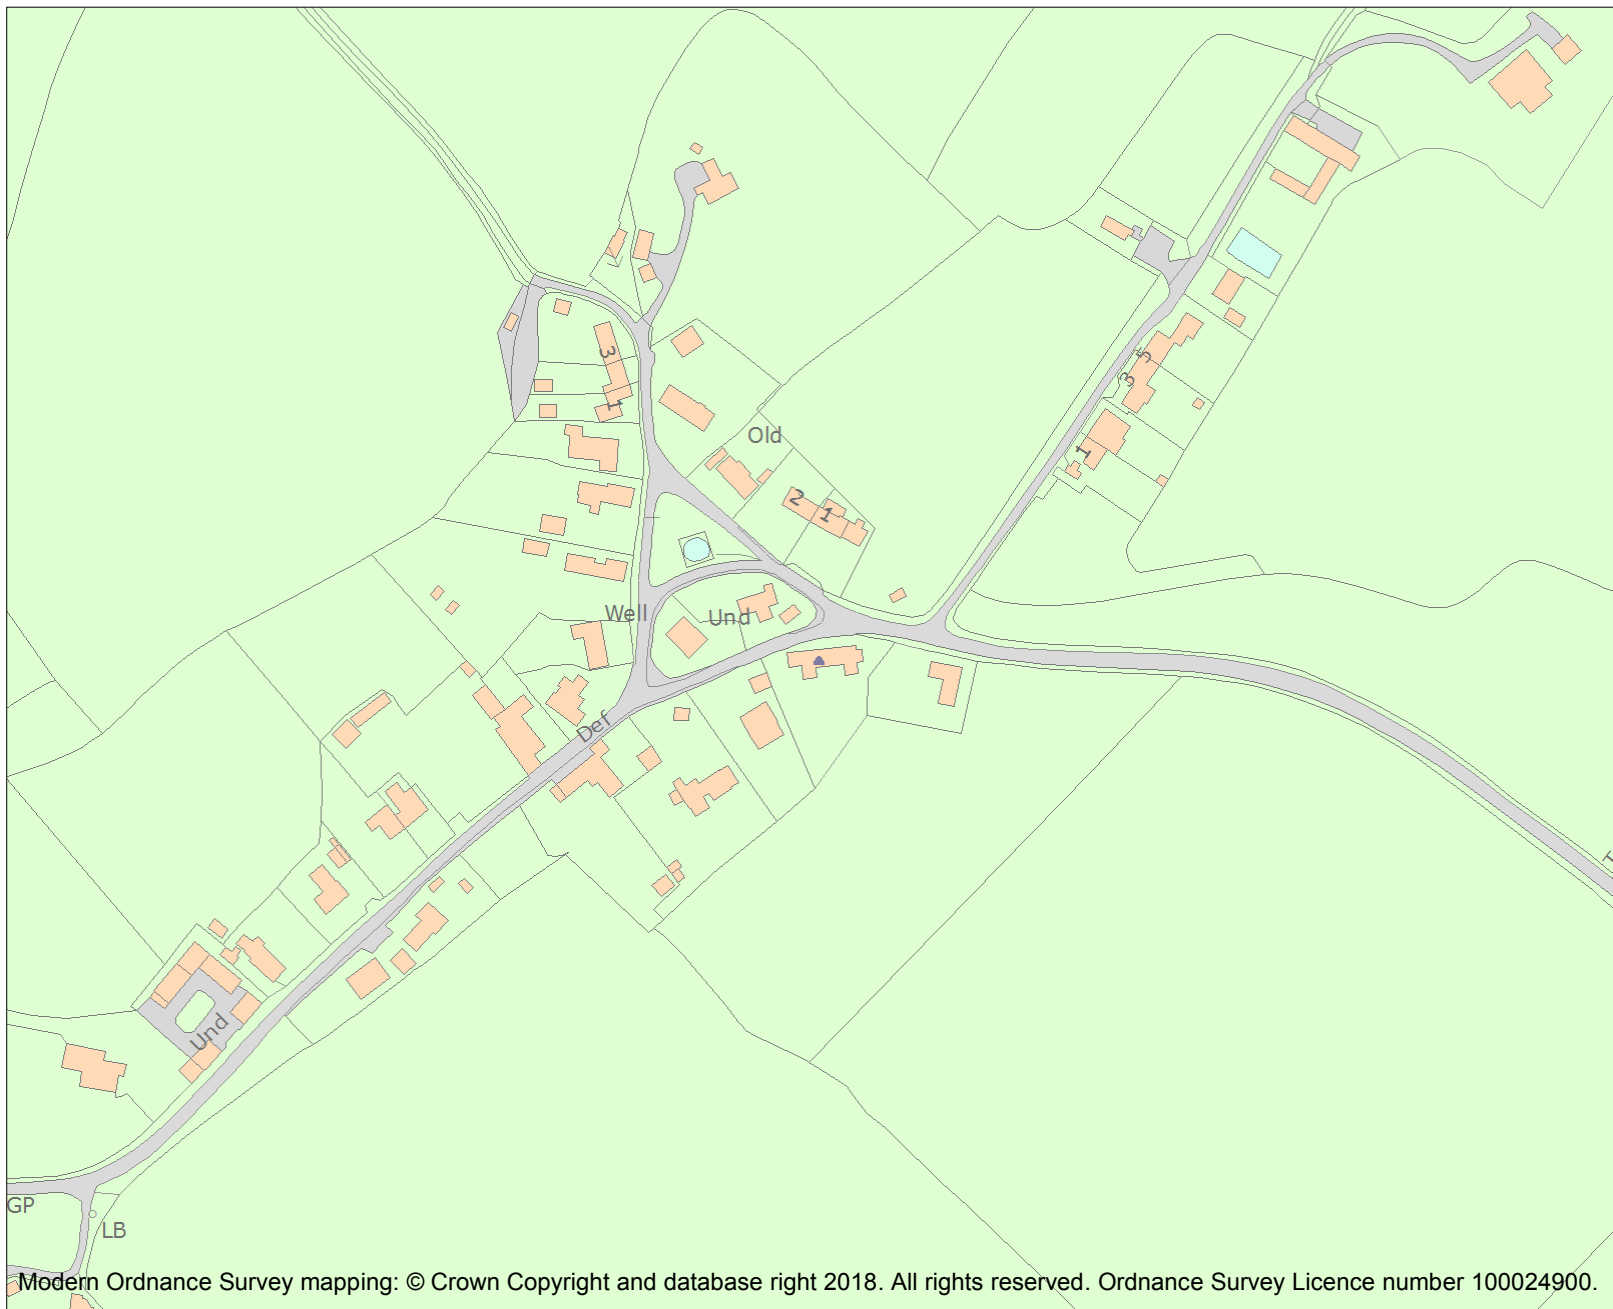 3
5
3
1
Old
1
2
1
Well
Und
Def
Und
GP
LB
T
Modern Ordnance Survey mapping: © Crown Copyright and database right 2018. All rights reserved. Ordnance Survey Licence number 100024900.